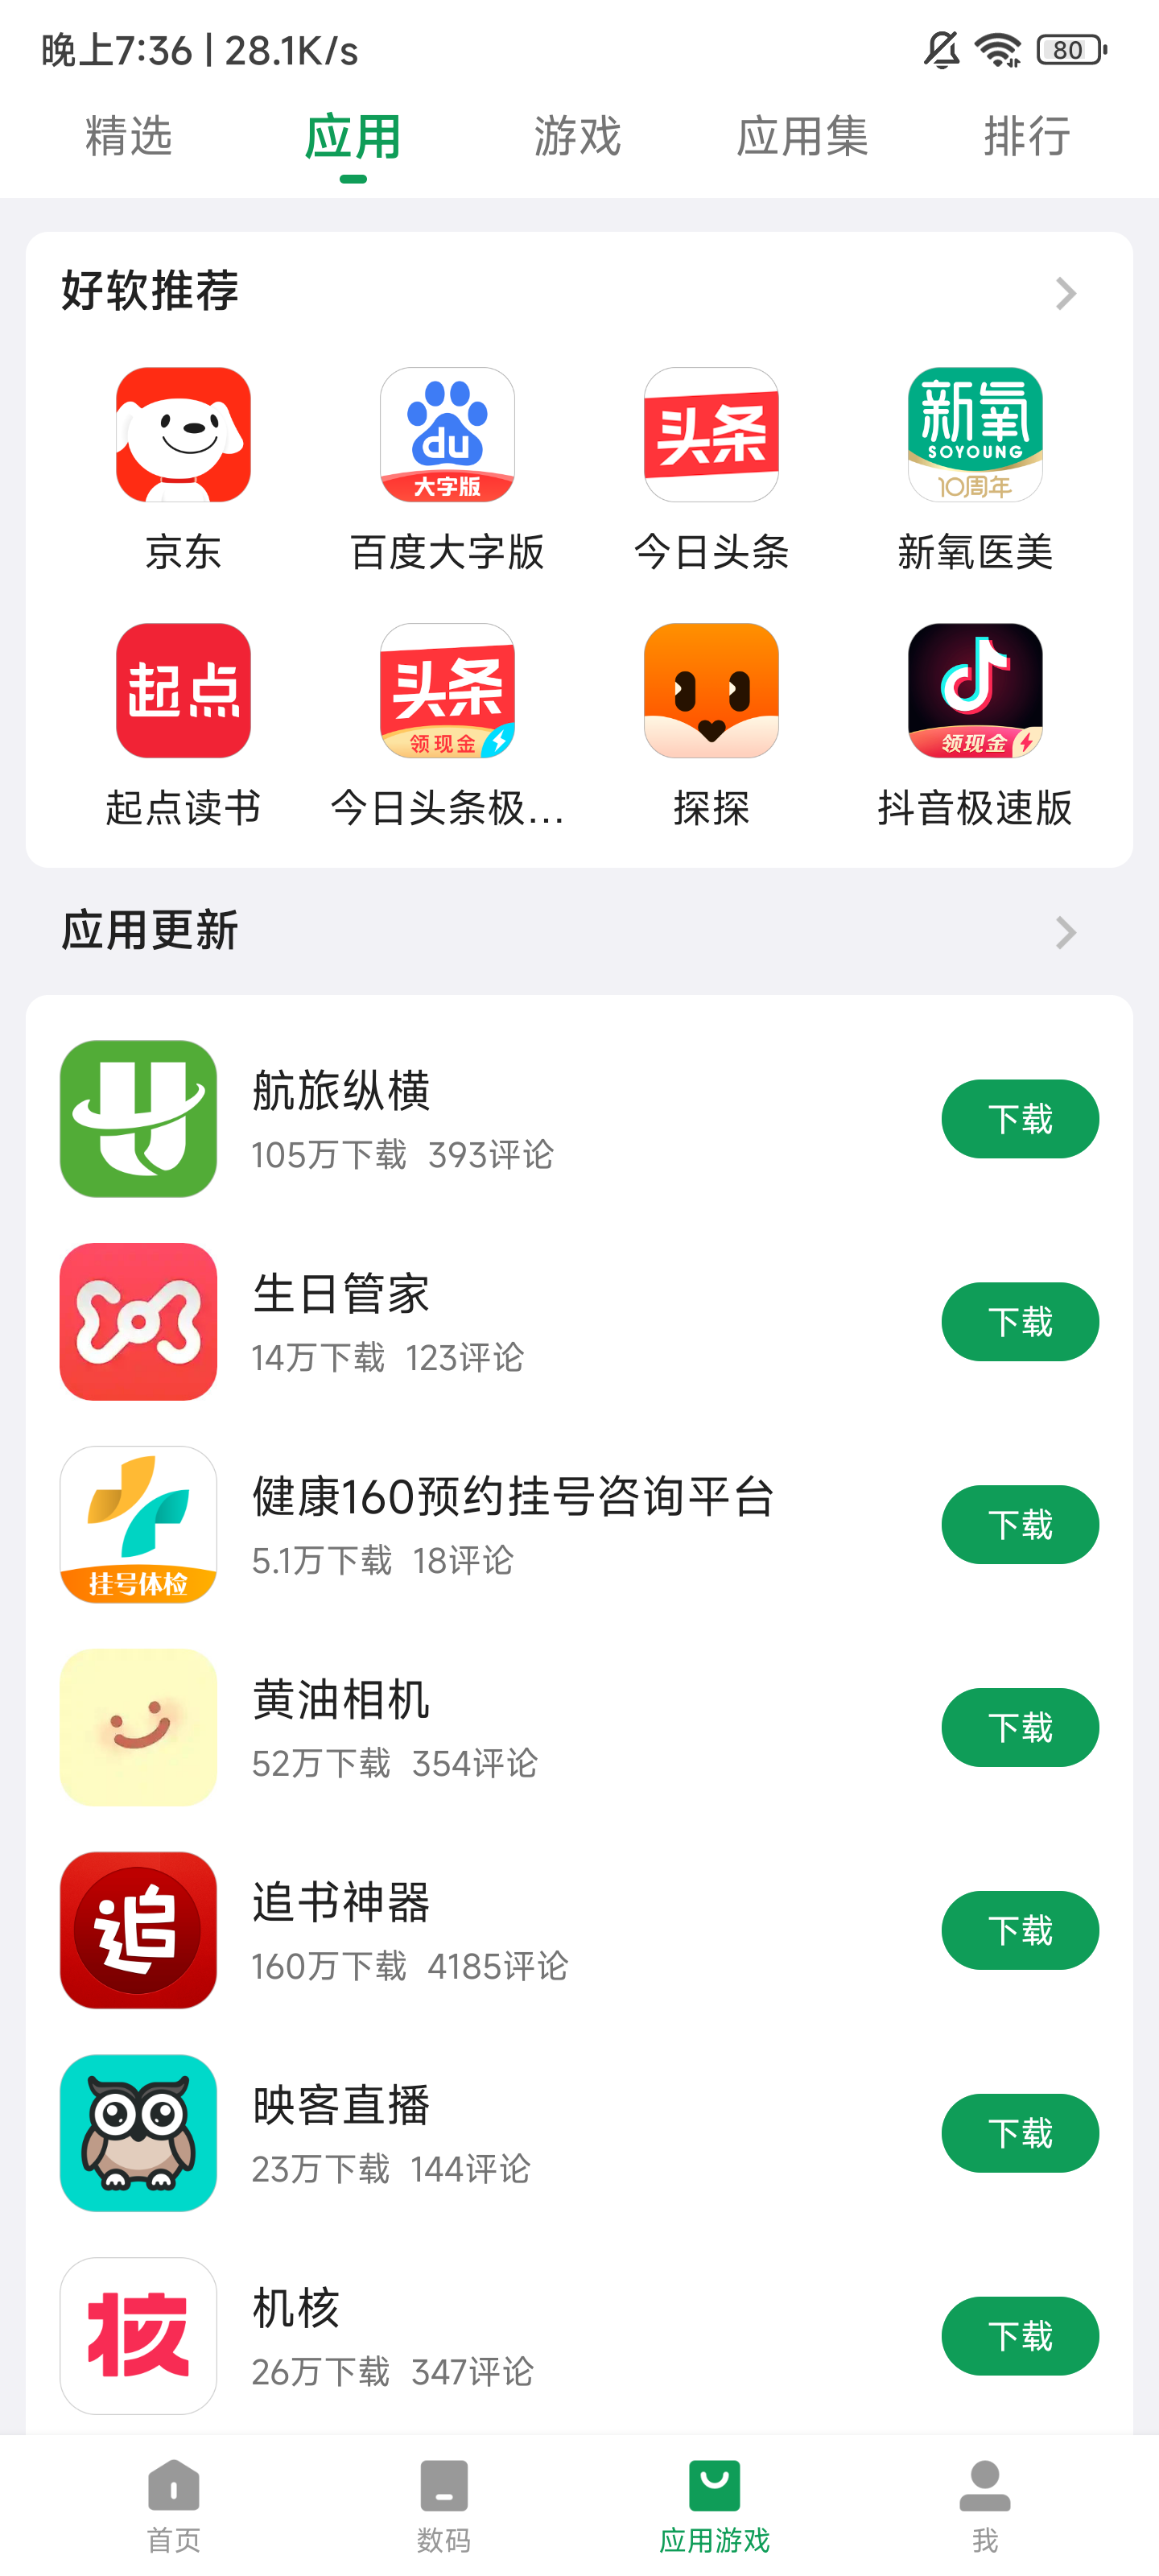 晚上7:36 | 28.1K/s
80
精选 应用 游戏 应用集 排行
好软推荐
du
大字版
头条
新氧
SOYOUNG
10周年
京东 百度大字版 今日头条 新氧医美
起点
头条
领现金
领现金
起点读书 今日头条极... 探探 抖音极速版
应用更新
航旅纵横
105万下载 393评论
下载
生日管家
14万下载 123评论
下载
健康160预约挂号咨询平台
5.1万下载 18评论
挂号体检
下载
黄油相机
52万下载 354评论
下载
追
追书神器
160万下载 4185评论
下载
映客直播
23万下载 144评论
下载
核
机核
26万下载 347评论
下载
首页 数码 应用游戏 我